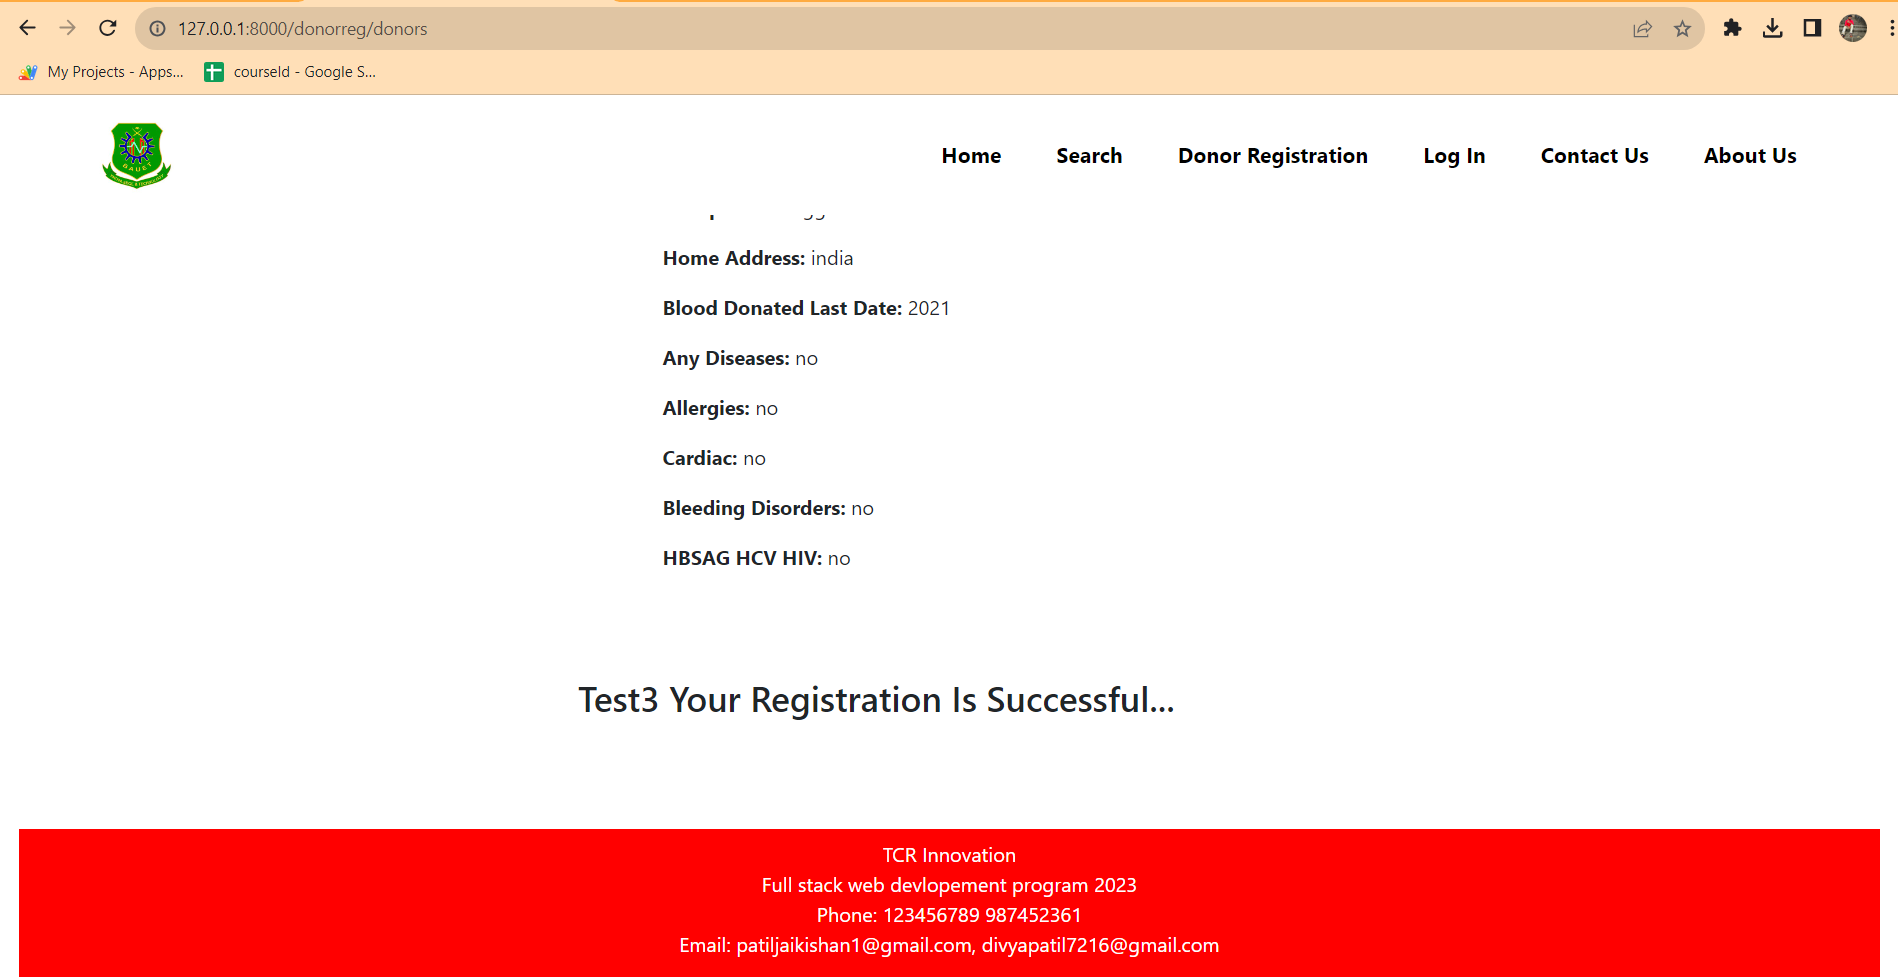 127.0.0.1:8000/donorreg/donors
My Projects - Apps... courseId - Google S...
Home Search Donor Registration Log In Contact Us About Us
Home Address: india
Blood Donated Last Date: 2021
Any Diseases: no
Allergies: no
Cardiac: no
Bleeding Disorders: no
HBSAG HCV HIV: no
Test3 Your Registration Is Successful...
TCR Innovation
Full stack web devlopement program 2023
Phone: 123456789 987452361
Email: patiljaikishan1@gmail.com, divyapatil7216@gmail.com